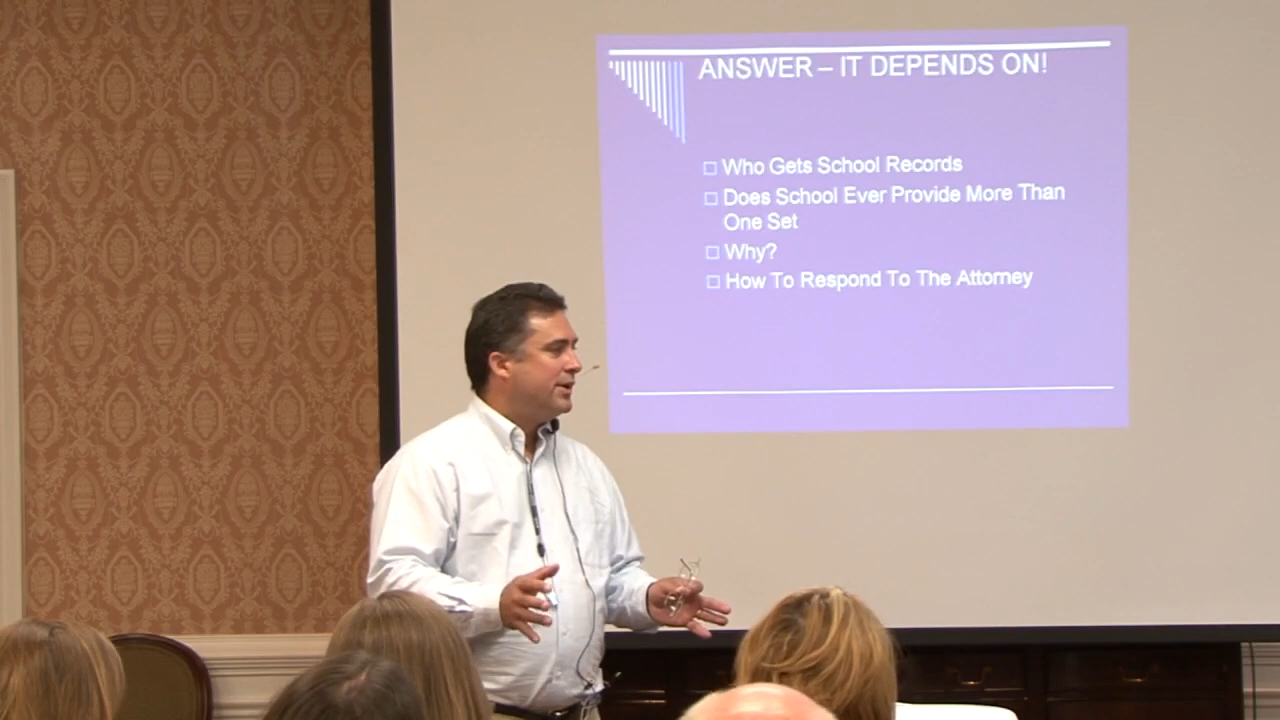 ANSWER – IT DEPENDS ON!
Who Gets School Records
Does School Ever Provide More Than
One Set
Why?
How To Respond To The Attorney